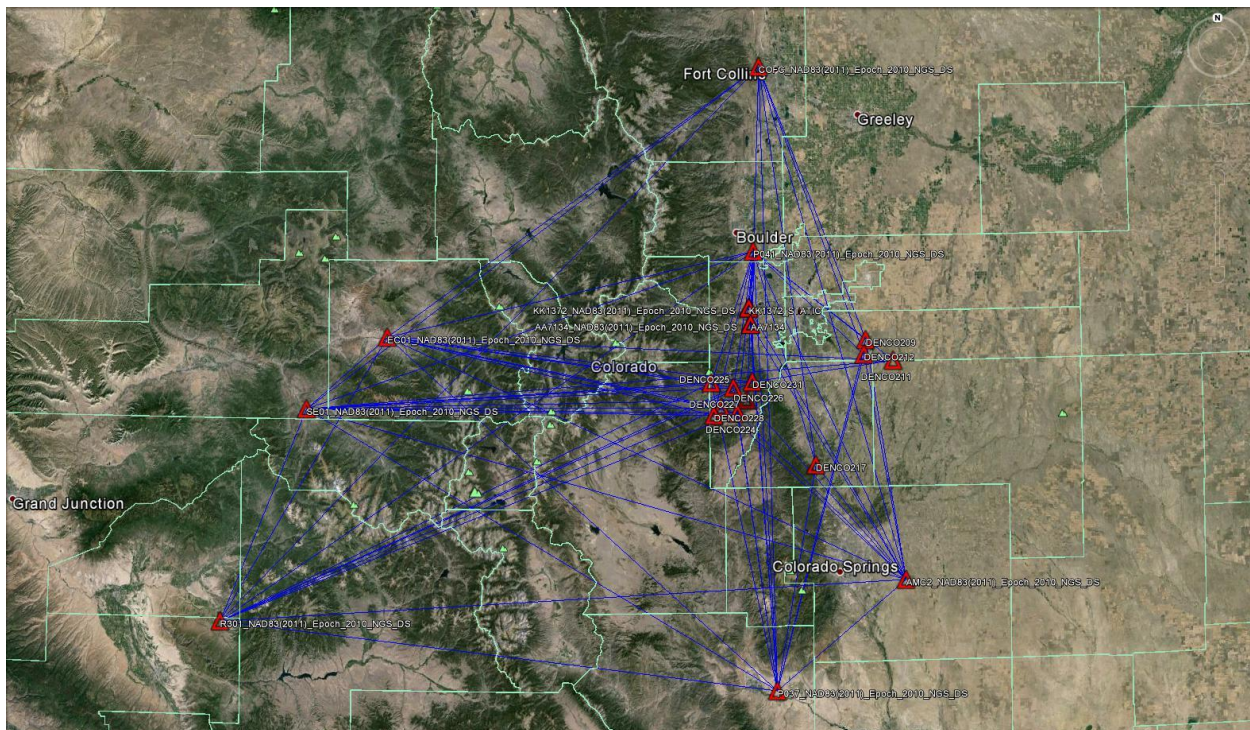 N
Fort Collins
COFC_NAD83(2011)_Epoch_2010_NGS_DS
Greeley
Boulder
P041_NAD83(2011)_Epoch_2010_NGS_DS
KK1372_NAD83(2011)_Epoch_2010_NGS_DS
KK1372_STATIC
AA7134_NAD83(2011)_Epoch_2010_NGS_DS
AA7134
EC01_NAD83(2011)_Epoch_2010_NGS_DS
DENCO209
DENCO212
DENCO211
Colorado
DENCO225
DENCO231
DENCO226
DENCO227
SE01_NAD83(2011)_Epoch_2010_NGS_DS
DENCO228
DENCO224
DENCO217
Grand Junction
Colorado Springs
AMC2_NAD83(2011)_Epoch_2010_NGS_DS
R301_NAD83(2011)_Epoch_2010_NGS_DS
P037_NAD83(2011)_Epoch_2010_NGS_DS